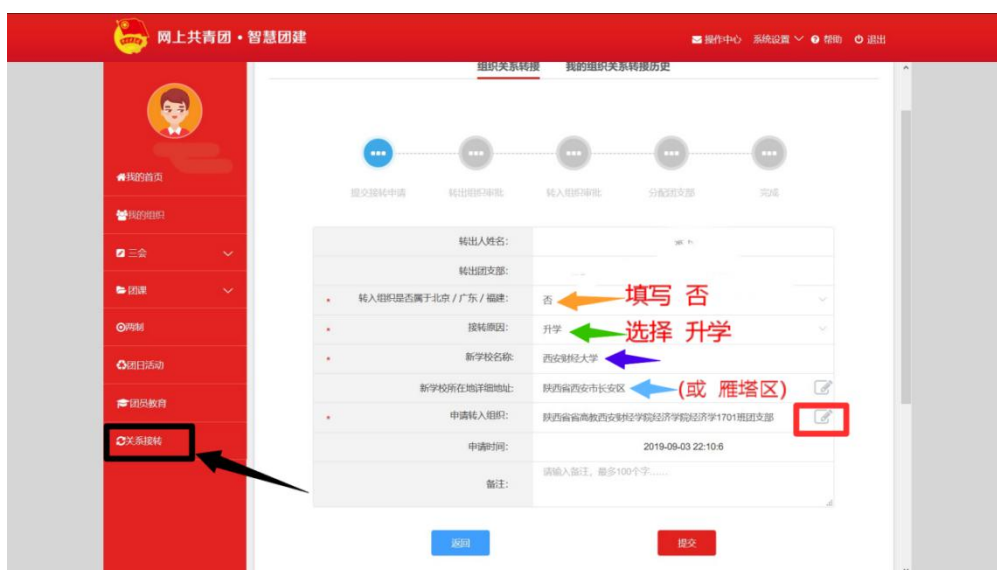 网上共青团·智慧团建
操作中心 系统设置 帮助 退出
组织关系转接 我的组织关系转接历史
我的首页
我的组织
三会
团课
两制
团日活动
团员教育
关系接转
提交接转申请 转出组织审批 转入组织审批 分配团支部 完成
转出人姓名:
转出团支部:
* 转入组织是否属于北京/广东/福建: 否 填写 否
* 接转原因: 升学 选择 升学
* 新学校名称: 西安财经大学
新学校所在地详细地址: 陕西省西安市长安区 (或 雁塔区)
* 申请转入组织: 陕西省省高教西安财经学院经济学院经济学1701班团支部
申请时间: 2019-09-03 22:10:6
备注: 请输入备注，最多100个字……
返回 提交